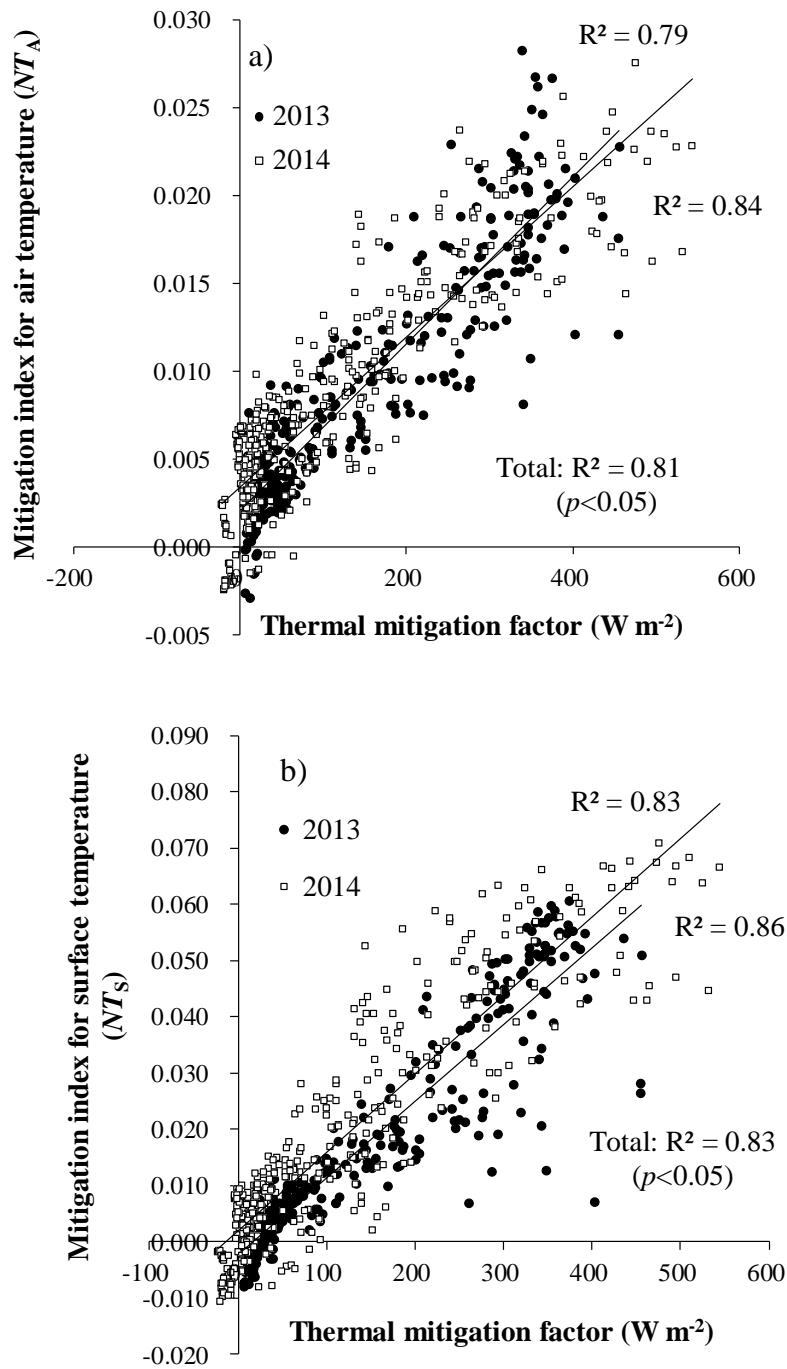 0.030
0.025
0.020
0.015
0.010
0.005
0.000
-0.005
-200
0
200
400
600
Mitigation index for air temperature (NT_A)
a)
2013
2014
R² = 0.79
R² = 0.84
Total: R² = 0.81
(p<0.05)
Thermal mitigation factor (W m⁻²)
0.090
0.080
0.070
0.060
0.050
0.040
0.030
0.020
0.010
0.000
-0.010
-0.020
-100
0
100
200
300
400
500
600
Mitigation index for surface temperature
(NT_S)
b)
2013
2014
R² = 0.83
R² = 0.86
Total: R² = 0.83
(p<0.05)
Thermal mitigation factor (W m⁻²)